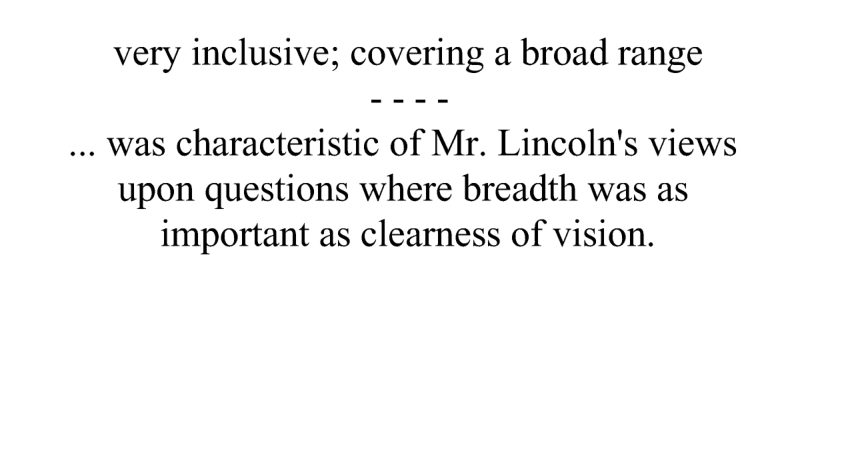 very inclusive; covering a broad range
- - - -
... was characteristic of Mr. Lincoln's views
upon questions where breadth was as
important as clearness of vision.